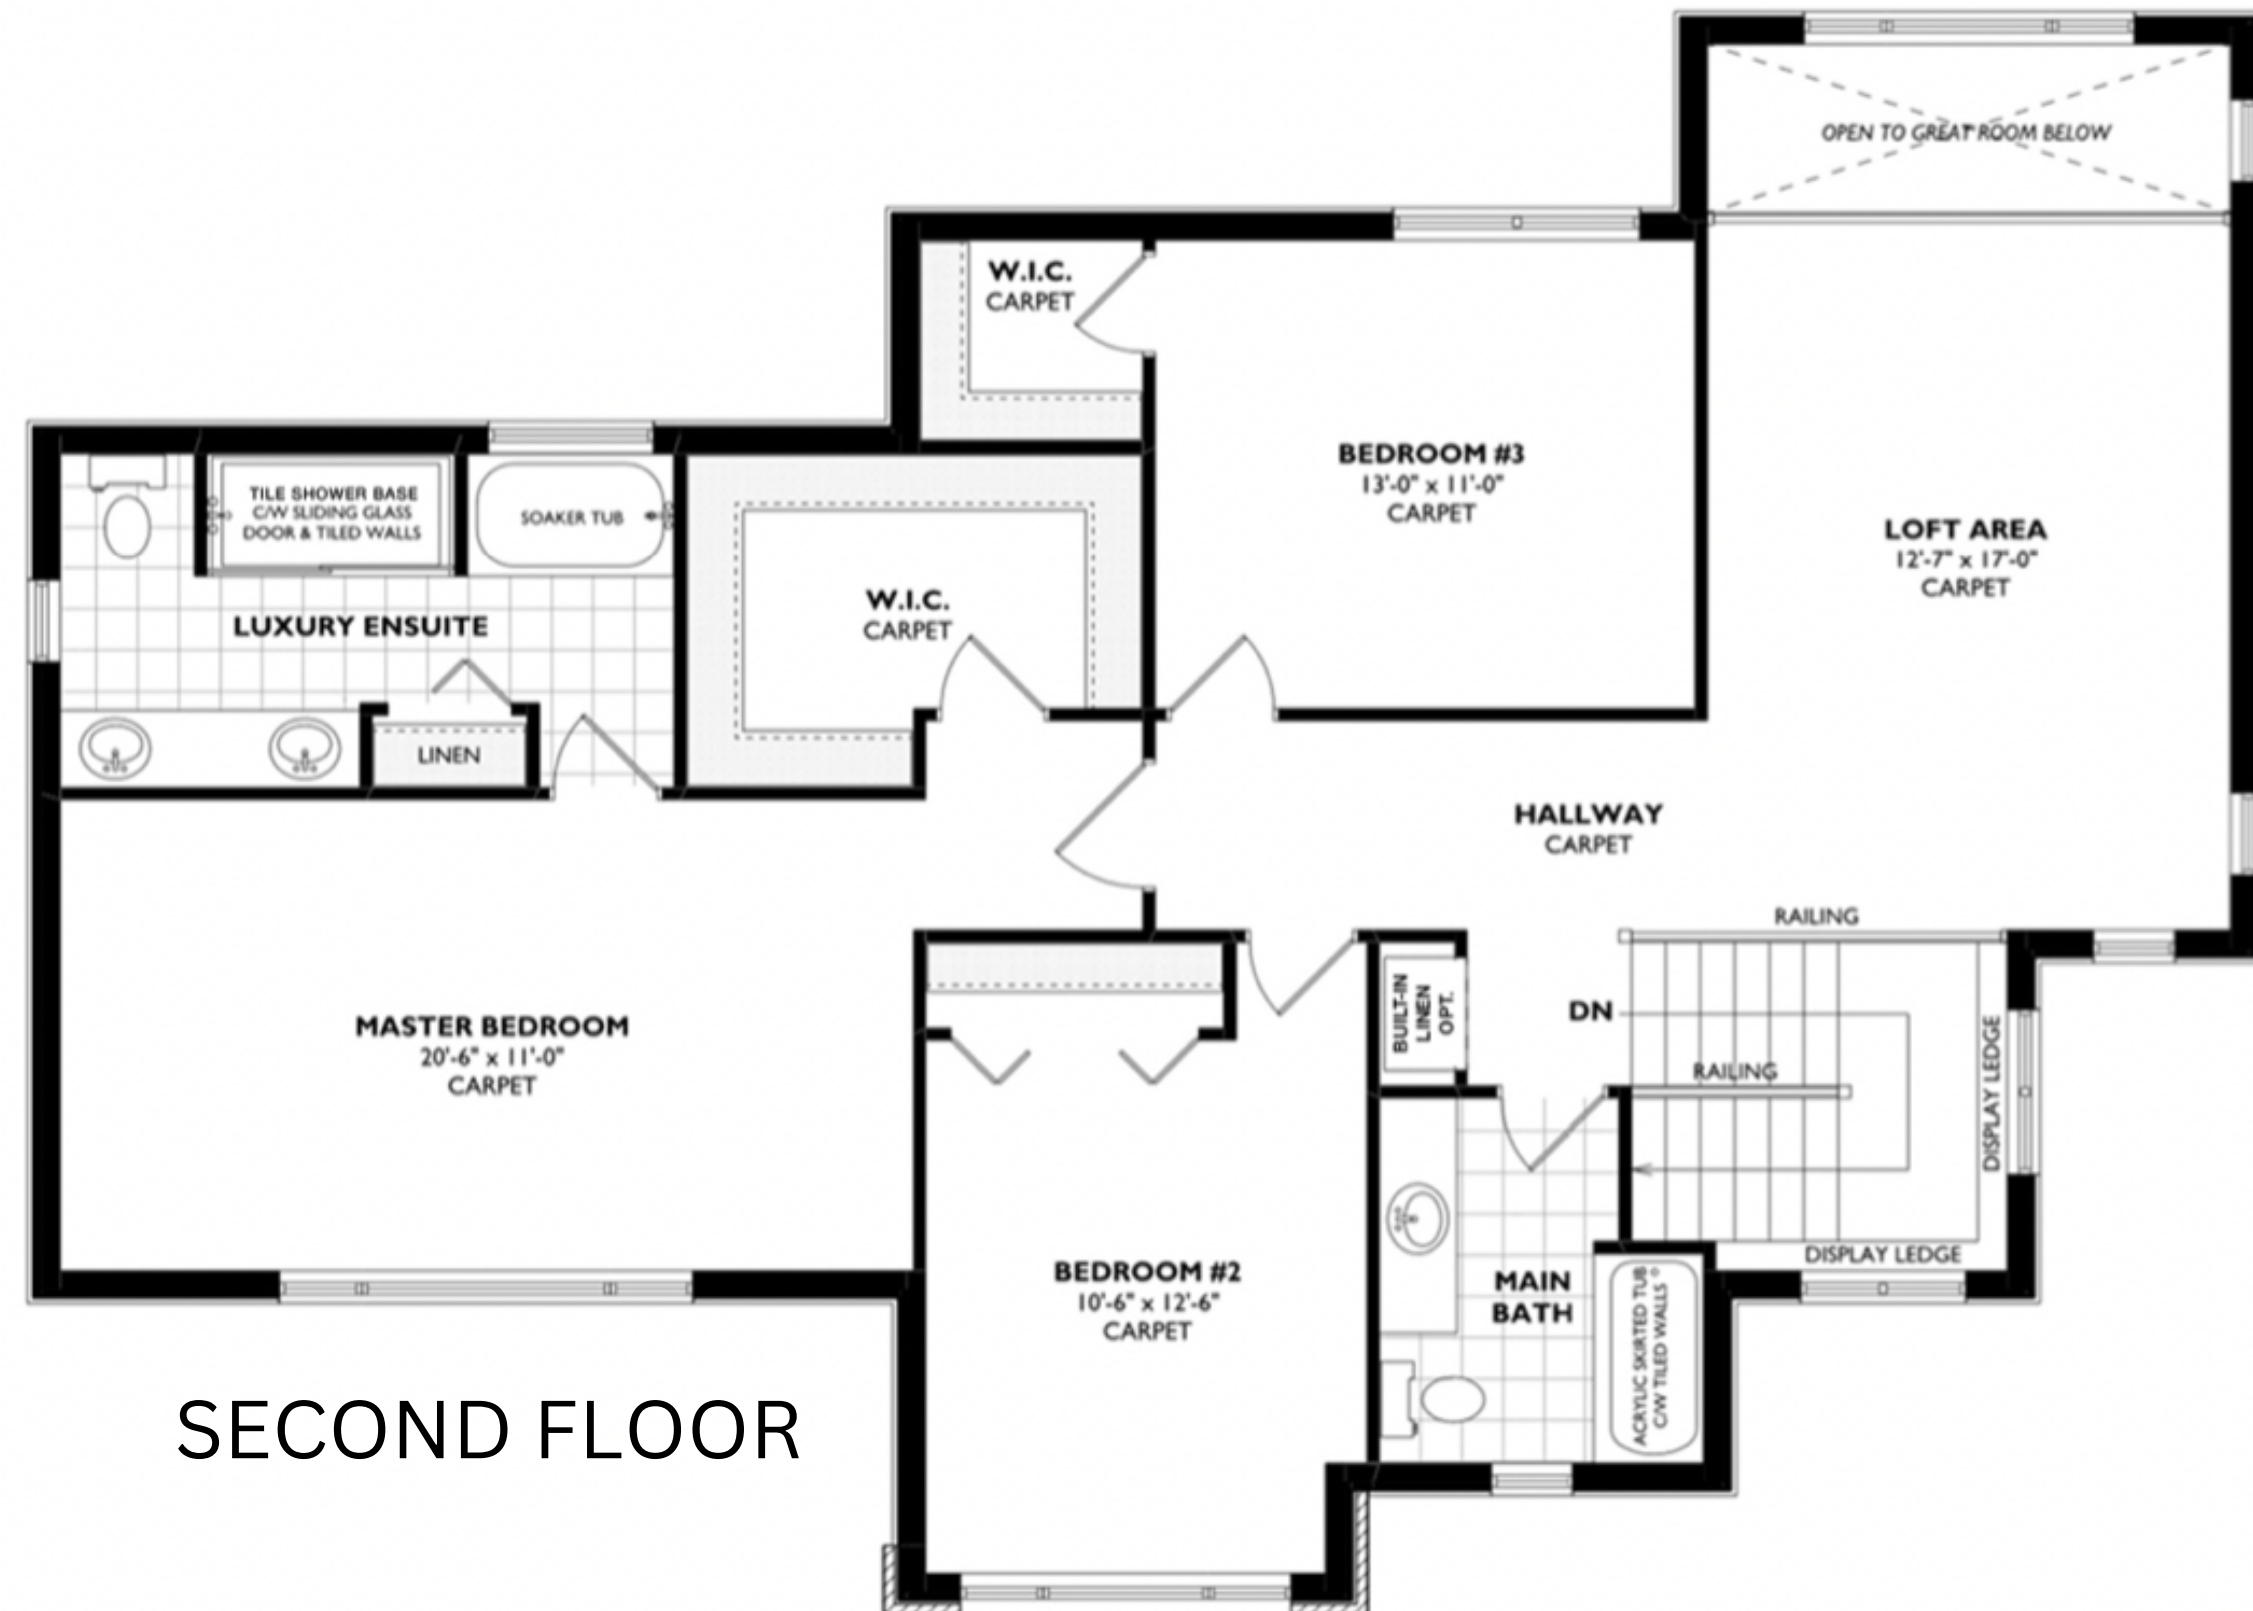 OPEN TO GREAT ROOM BELOW
W.I.C.
CARPET
BEDROOM #3
13'-0" x 11'-0"
CARPET
LOFT AREA
12'-7" x 17'-0"
CARPET
TILE SHOWER BASE
C/W SLIDING GLASS
DOOR & TILED WALLS
SOAKER TUB
W.I.C.
CARPET
LUXURY ENSUITE
LINEN
HALLWAY
CARPET
RAILING
MASTER BEDROOM
20'-6" x 11'-0"
CARPET
BUILT-IN
LINEN
OPT.
DN
RAILING
DISPLAY LEDGE
DISPLAY LEDGE
BEDROOM #2
10'-6" x 12'-6"
CARPET
MAIN
BATH
ACRYLIC SKIRTED TUB
C/W TILED WALLS
SECOND FLOOR